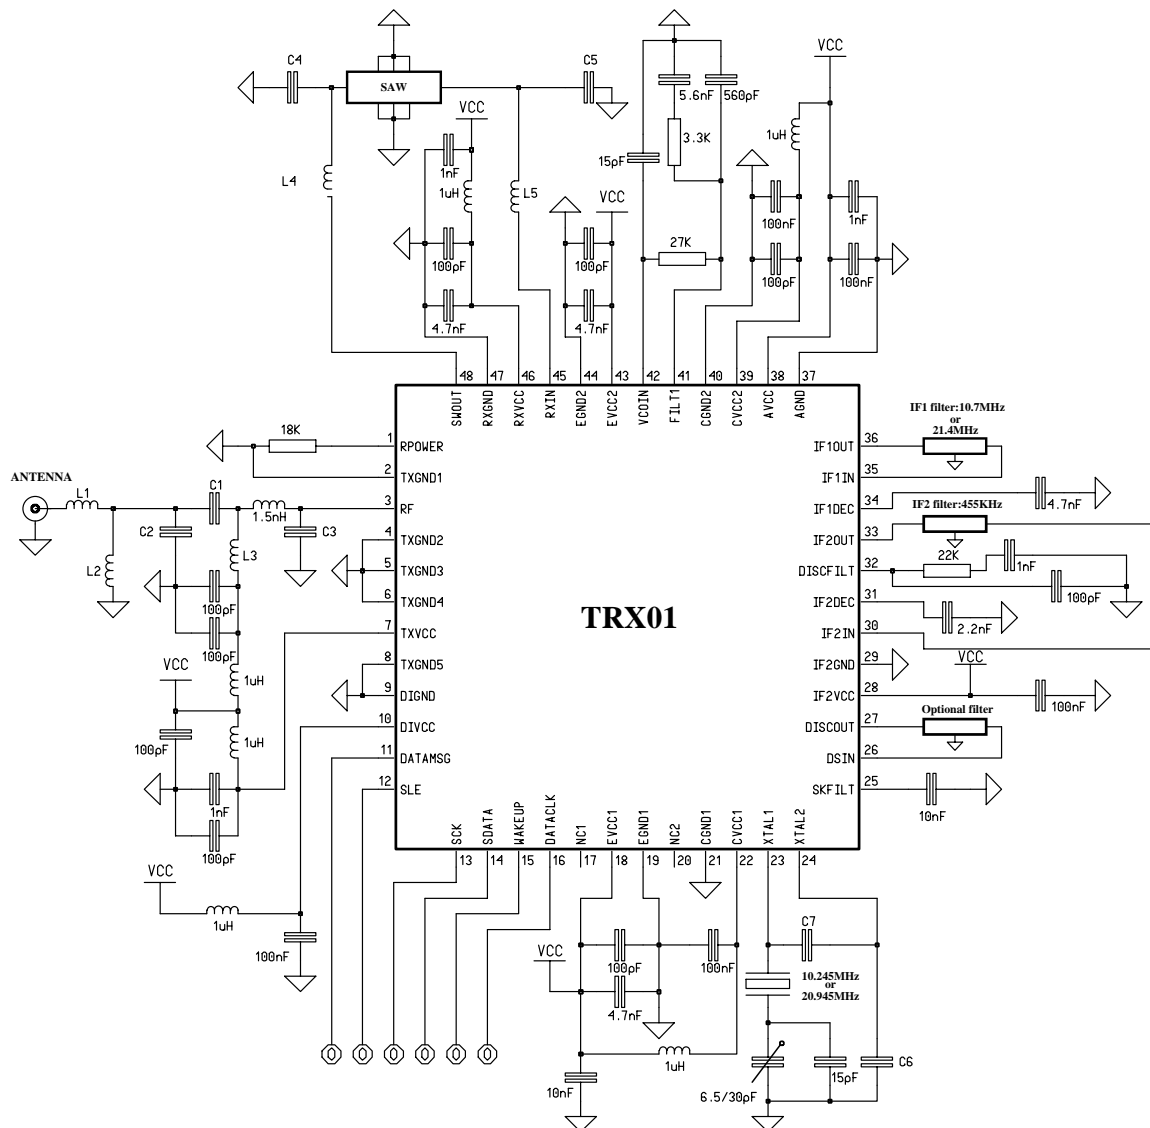 C4
SAW
C5
VCC
5.6nF
560pF
VCC
1uH
3.3K
1nF
15pF
L4
1uH
L5
VCC
100nF
1nF
27K
100pF
100pF
100pF
100nF
4.7nF
4.7nF
48
47
46
45
44
43
42
41
40
39
38
37
SWOUT
RXGND
RXVCC
RXIN
EGND2
EVCC2
VCOIN
FILT1
CGND2
CVCC2
AVCC
AGND
IF1 filter:10.7MHz
or
21.4MHz
18K
1
RPOWER
IF1OUT
36
2
TXGND1
IF1IN
35
ANTENNA
L1
C1
1.5nH
3
RF
IF1DEC
34
4.7nF
IF2 filter:455KHz
C2
L3
C3
4
TXGND2
IF2OUT
33
L2
5
TXGND3
DISCFILT
32
22K
1nF
100pF
6
TXGND4
IF2DEC
31
100pF
2.2nF
TRX01
100pF
7
TXVCC
IF2IN
30
VCC
VCC
1uH
8
TXGND5
IF2GND
29
9
DIGND
IF2VCC
28
100nF
Optional filter
100pF
1uH
10
DIVCC
DISCOUT
27
11
DATAMSG
DSIN
26
12
SLE
SKFILT
25
1nF
10nF
100pF
SCK
SDATA
WAKEUP
DATACLK
NC1
EVCC1
EGND1
NC2
CGND1
CVCC1
XTAL1
XTAL2
13
14
15
16
17
18
19
20
21
22
23
24
VCC
1uH
100nF
VCC
100pF
100nF
C7
10.245MHz
or
20.945MHz
4.7nF
1uH
10nF
6.5/30pF
15pF
C6